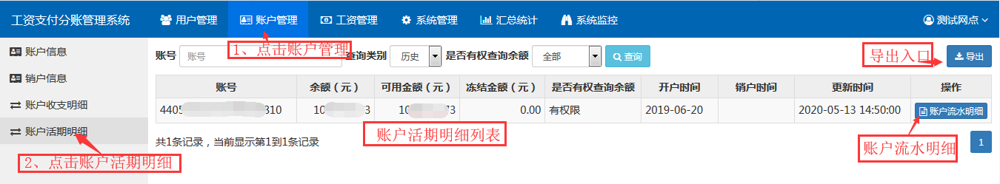 工资支付分账管理系统 用户管理 账户管理 工资管理 系统管理 汇总统计 系统监控 测试网点
账户信息
销户信息
账户收支明细
账户活期明细
1、点击账户管理
2、点击账户活期明细
账号 账号 查询类别 历史 是否有权查询余额 全部 查询 导出
导出入口
账号 余额（元） 可用金额（元） 冻结金额（元） 是否有权查询余额 开户时间 销户时间 更新时间 操作
4405 310 10 73 10 73 0.00 有权限 2019-06-20 2020-05-13 14:50:00 账户流水明细
账户活期明细列表
账户流水明细
共1条记录，当前显示第1到1条记录 1